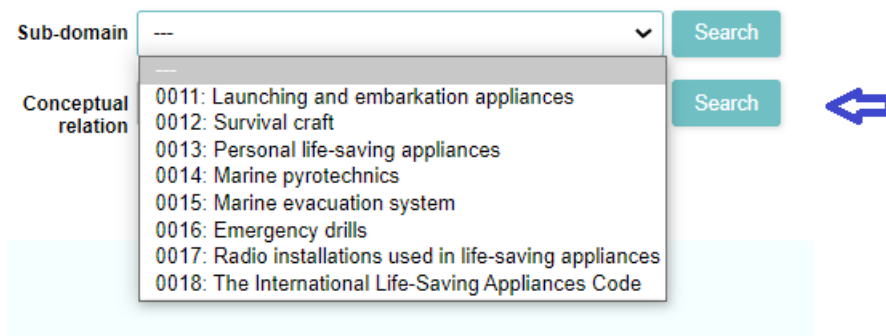 Sub-domain --- Search
---
Conceptual relation Search
0011: Launching and embarkation appliances
0012: Survival craft
0013: Personal life-saving appliances
0014: Marine pyrotechnics
0015: Marine evacuation system
0016: Emergency drills
0017: Radio installations used in life-saving appliances
0018: The International Life-Saving Appliances Code